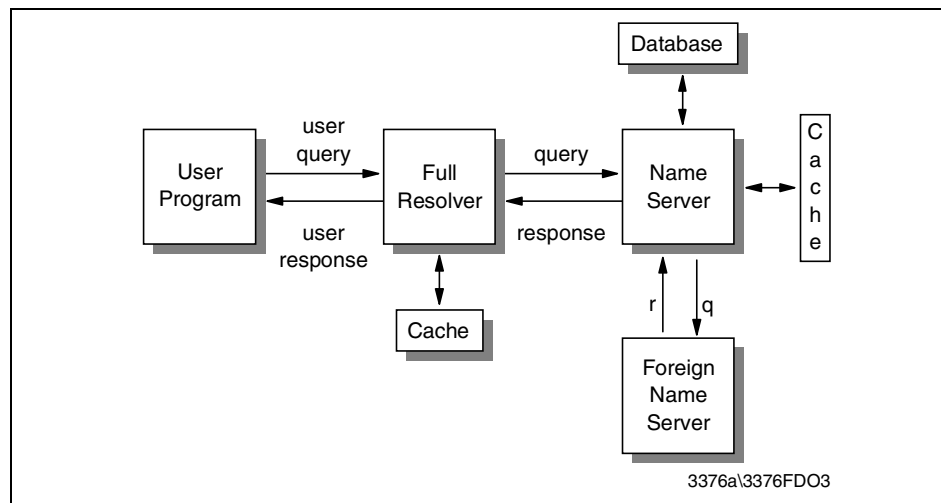 Database
user
query
query
User
Program
Full
Resolver
Name
Server
Cache
user
response
response
r
q
Cache
Foreign
Name
Server
3376a\3376FDO3